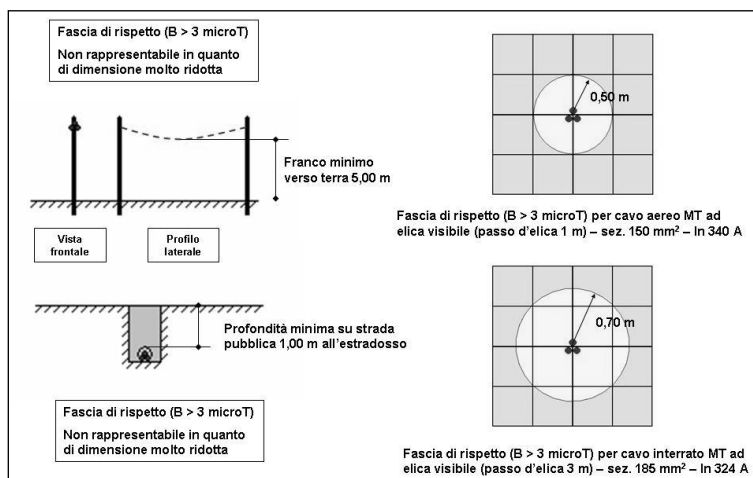 Fascia di rispetto (B > 3 microT)
Non rappresentabile in quanto
di dimensione molto ridotta
Franco minimo
verso terra 5,00 m
Vista
frontale
Profilo
laterale
Profondità minima su strada
pubblica 1,00 m all'estradosso
Fascia di rispetto (B > 3 microT)
Non rappresentabile in quanto
di dimensione molto ridotta
0,50 m
Fascia di rispetto (B > 3 microT) per cavo aereo MT ad
elica visibile (passo d'elica 1 m) – sez. 150 mm² – In 340 A
0,70 m
Fascia di rispetto (B > 3 microT) per cavo interrato MT ad
elica visibile (passo d'elica 3 m) – sez. 185 mm² – In 324 A